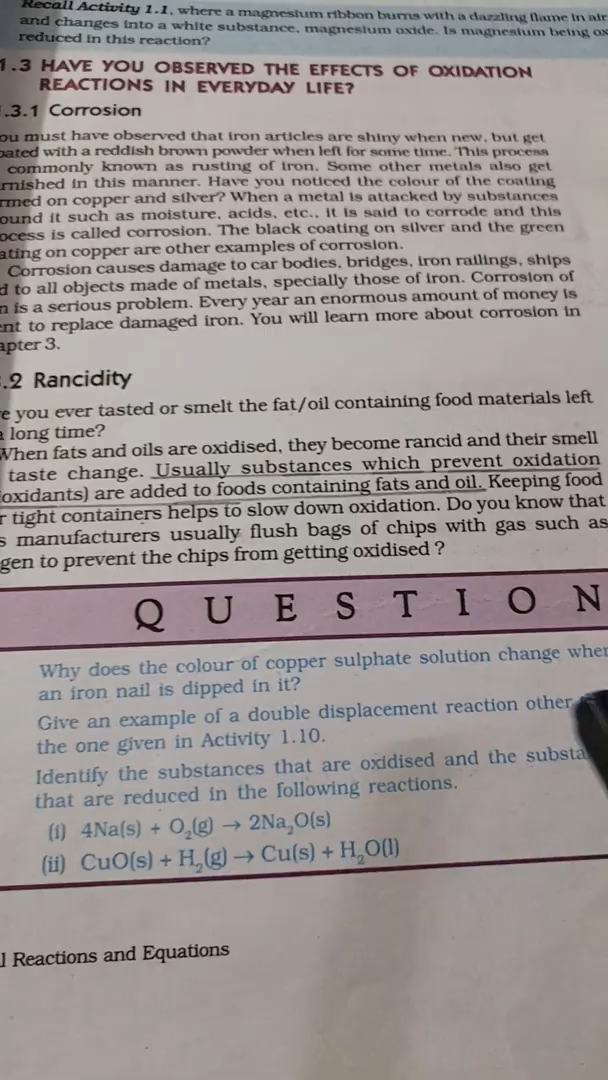 Recall Activity 1.1, where a magnesium ribbon burns with a dazzling flame in air
and changes into a white substance, magnesium oxide. Is magnesium being ox
reduced in this reaction?
1.3 HAVE YOU OBSERVED THE EFFECTS OF OXIDATION
REACTIONS IN EVERYDAY LIFE?
.3.1 Corrosion
ou must have observed that iron articles are shiny when new, but get
oated with a reddish brown powder when left for some time. This process
commonly known as rusting of iron. Some other metals also get
rnished in this manner. Have you noticed the colour of the coating
rmed on copper and silver? When a metal is attacked by substances
ound it such as moisture, acids, etc., it is said to corrode and this
ocess is called corrosion. The black coating on silver and the green
ating on copper are other examples of corrosion.
Corrosion causes damage to car bodies, bridges, iron railings, ships
d to all objects made of metals, specially those of iron. Corrosion of
n is a serious problem. Every year an enormous amount of money is
ent to replace damaged iron. You will learn more about corrosion in
apter 3.
.2 Rancidity
e you ever tasted or smelt the fat/oil containing food materials left
a long time?
When fats and oils are oxidised, they become rancid and their smell
taste change. Usually substances which prevent oxidation
oxidants) are added to foods containing fats and oil. Keeping food
r tight containers helps to slow down oxidation. Do you know that
s manufacturers usually flush bags of chips with gas such as
gen to prevent the chips from getting oxidised ?
Q U E S T I O N
Why does the colour of copper sulphate solution change when
an iron nail is dipped in it?
Give an example of a double displacement reaction other
the one given in Activity 1.10.
Identify the substances that are oxidised and the substa
that are reduced in the following reactions.
(i) 4Na(s) + O₂(g) → 2Na₂O(s)
(ii) CuO(s) + H₂(g) → Cu(s) + H₂O(l)
l Reactions and Equations